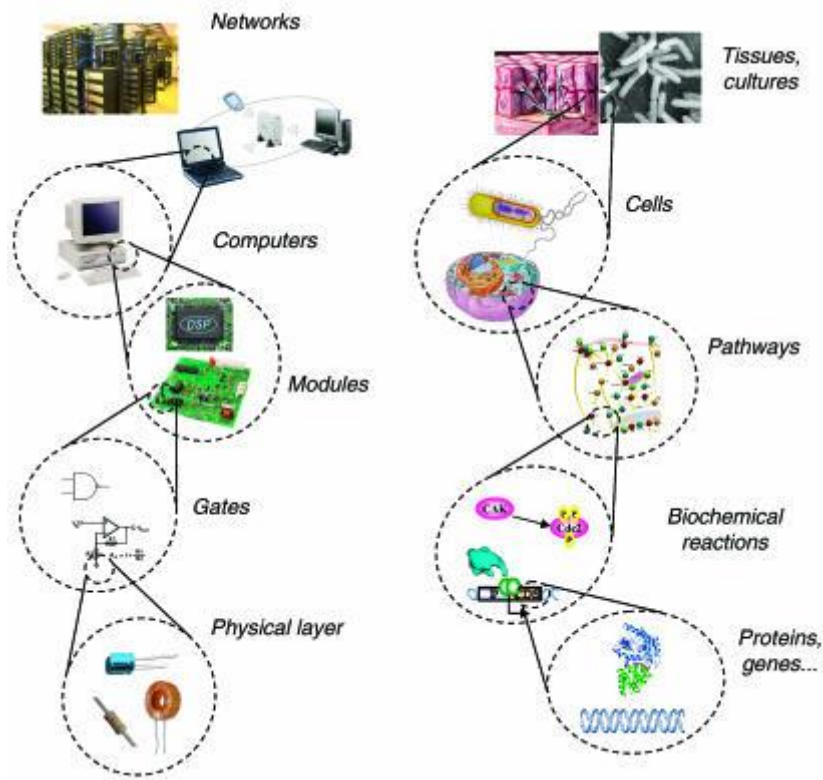 Networks
Tissues,
cultures
Computers
Cells
DSP
Modules
Pathways
Gates
CAK
Cdc2
P
P
P
Biochemical
reactions
Physical layer
Proteins,
genes...